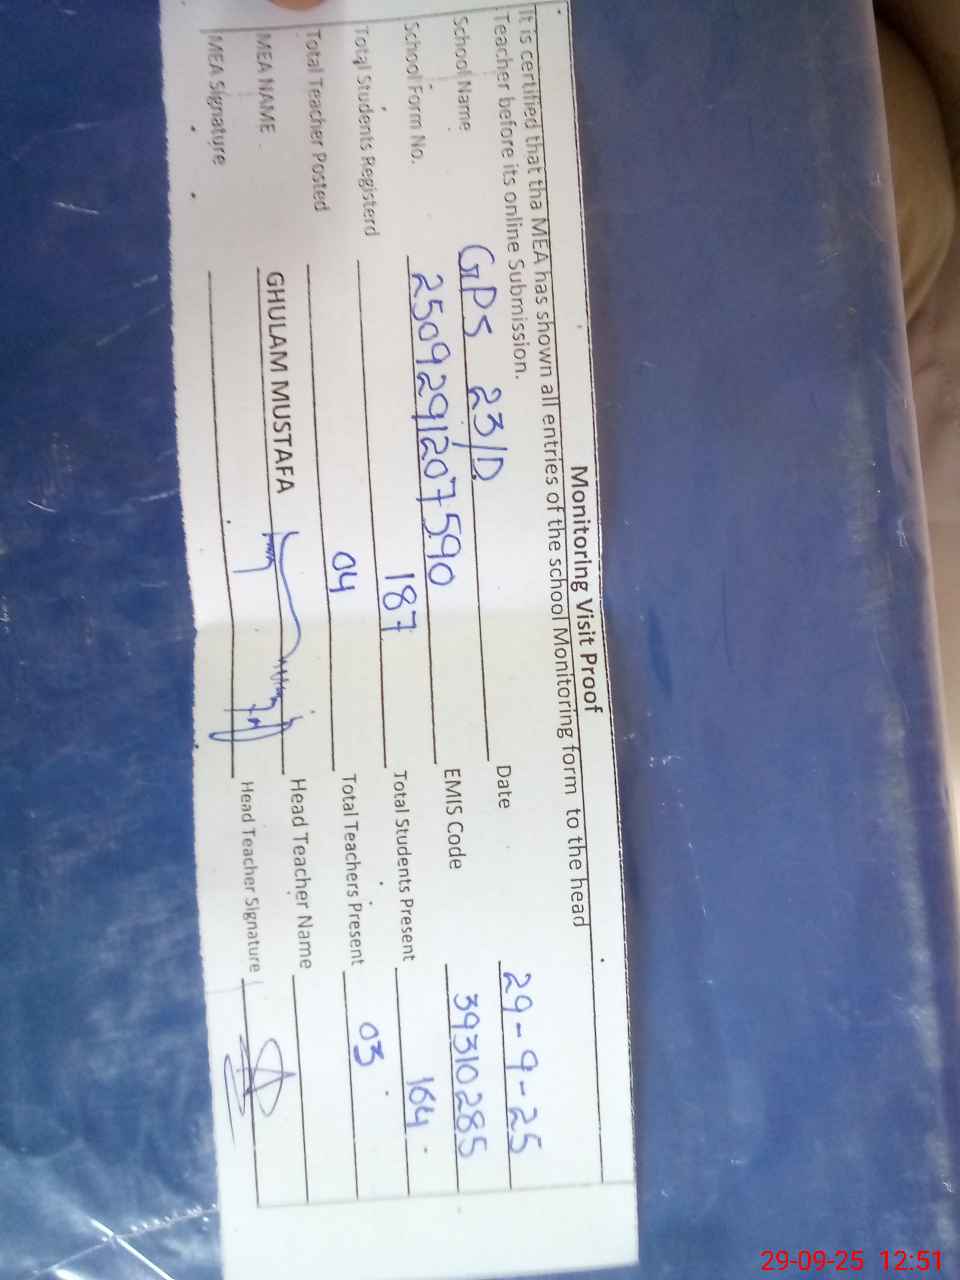 Monitoring Visit Proof
It is certified that tha MEA has shown all entries of the school Monitoring form to the head
Teacher before its online Submission.
School Name GPS 23/D Date 29-9-25
School Form No. 2509291207590 EMIS Code 39310285
Total Students Registerd 187 Total Students Present 164
Total Teacher Posted 04 Total Teachers Present 03
MEA NAME GHULAM MUSTAFA Head Teacher Name
MEA Signature Head Teacher Signature
29-09-25 12:51